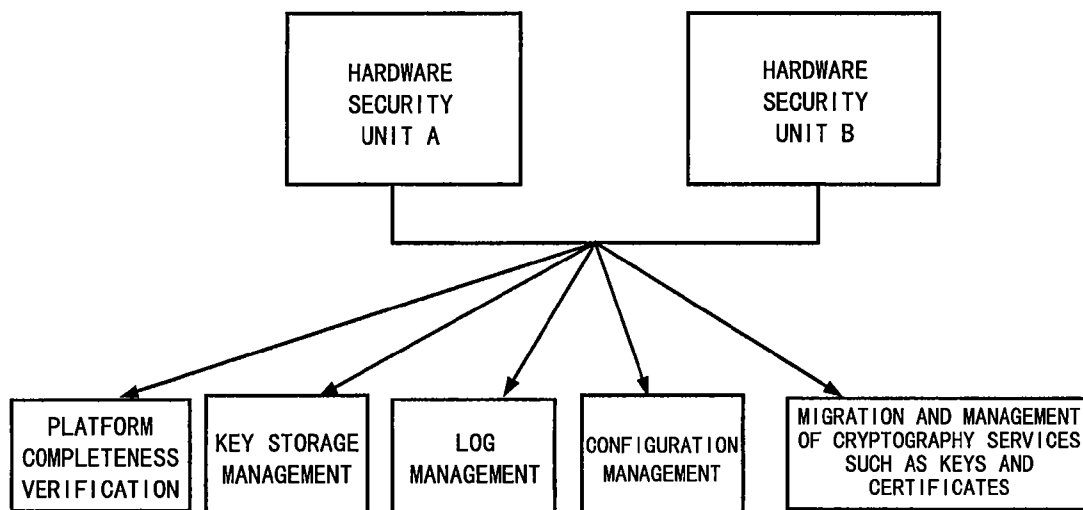 HARDWARE
SECURITY
UNIT A
HARDWARE
SECURITY
UNIT B
PLATFORM
COMPLETENESS
VERIFICATION
KEY STORAGE
MANAGEMENT
LOG
MANAGEMENT
CONFIGURATION
MANAGEMENT
MIGRATION AND MANAGEMENT
OF CRYPTOGRAPHY SERVICES
SUCH AS KEYS AND
CERTIFICATES